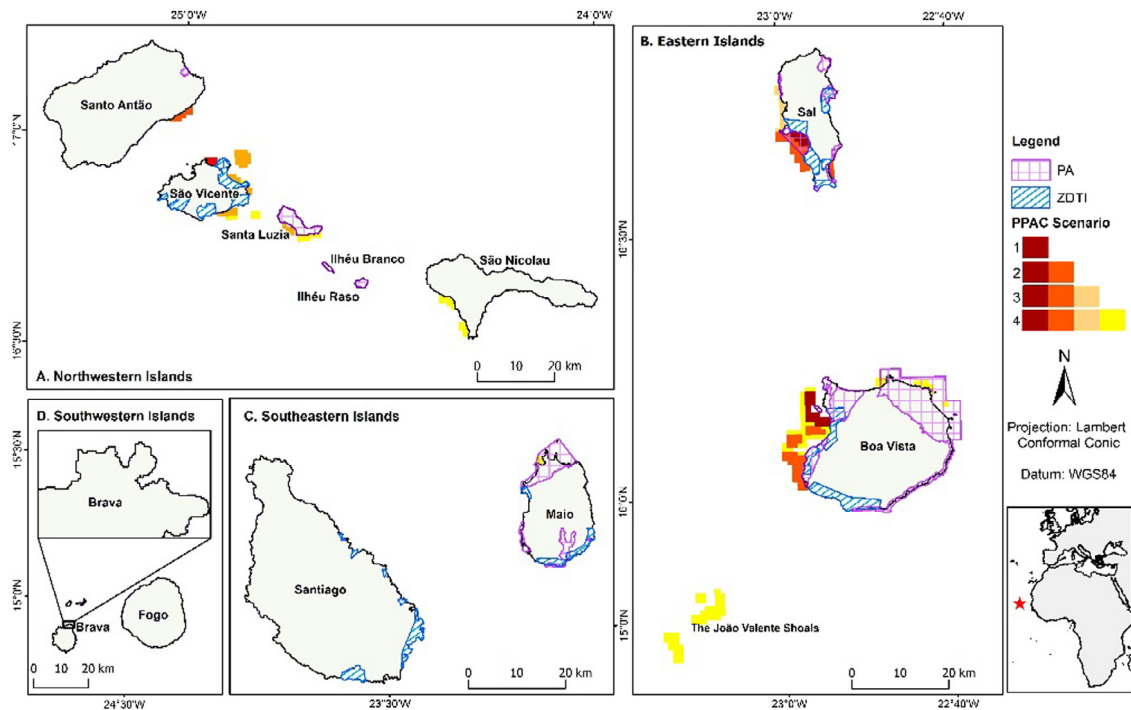 25°0'W
24°0'W
23°0'W
22°40'W
Santo Antão
17°0'N
São Vicente
Santa Luzia
Ilhéu Branco
Ilhéu Raso
São Nicolau
16°30'N
0 10 20 km
A. Northwestern Islands
B. Eastern Islands
Sal
16°30'N
Boa Vista
16°0'N
The João Valente Shoals
15°0'N
0 10 20 km
23°0'W
22°40'W
Legend
PA
ZDTI
PPAC Scenario
1
2
3
4
N
Projection: Lambert
Conformal Conic
Datum: WGS84
D. Southwestern Islands
15°30'N
Brava
15°0'N
Fogo
Brava
0 10 20 km
24°30'W
C. Southeastern Islands
Maio
Santiago
0 10 20 km
23°30'W